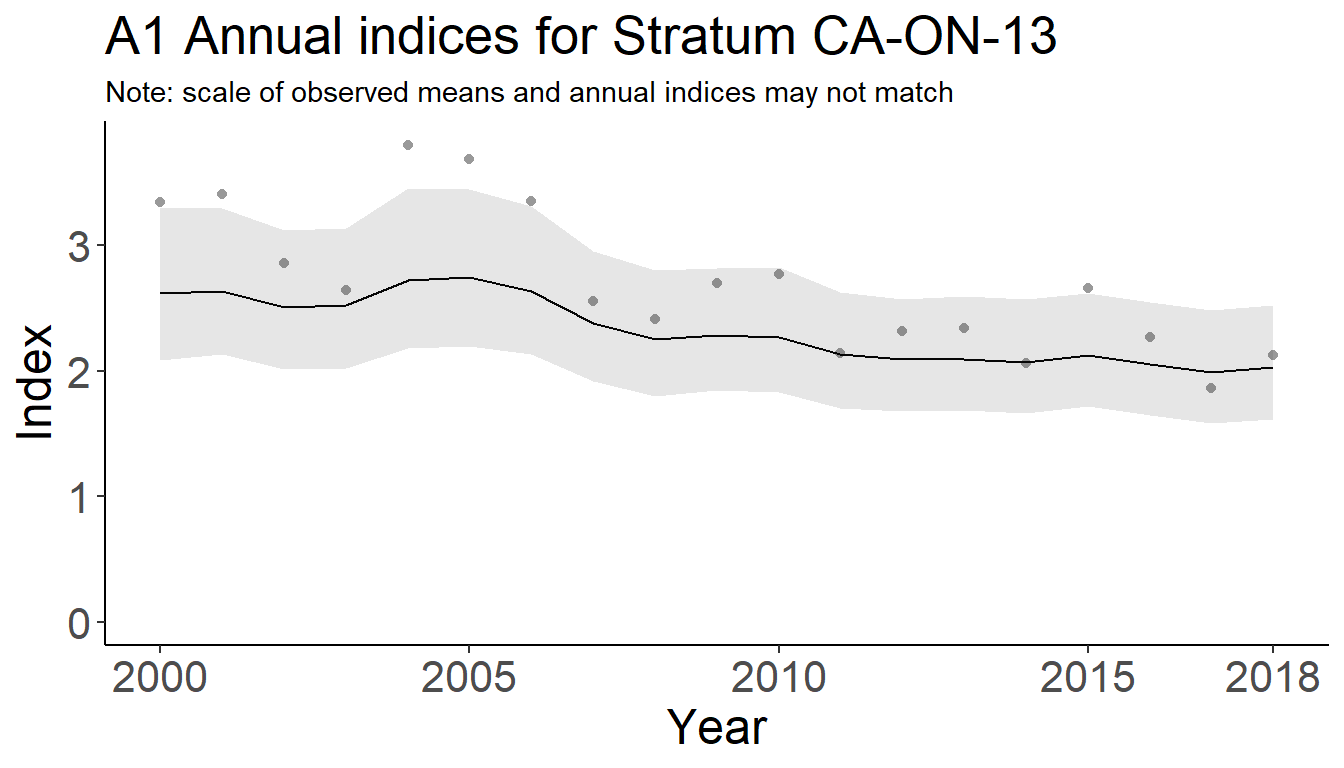 A1 Annual indices for Stratum CA-ON-13
Note: scale of observed means and annual indices may not match
Index
3
2
1
0
2000 2005 2010 2015 2018
Year